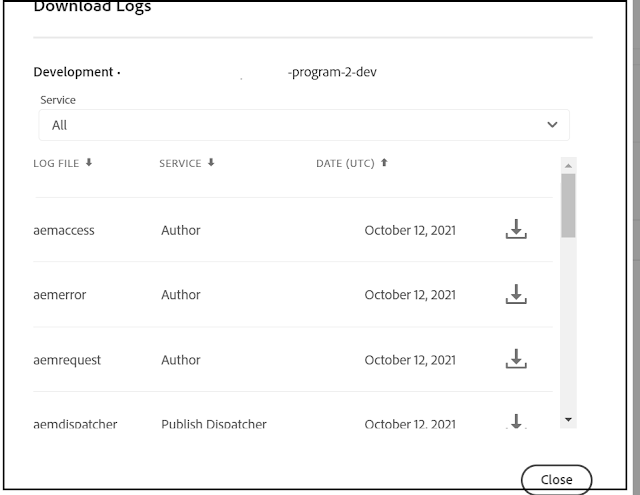 Download Logs
Development • -program-2-dev
Service
All
LOG FILE SERVICE DATE (UTC)
aemaccess Author October 12, 2021
aemerror Author October 12, 2021
aemrequest Author October 12, 2021
aemdispatcher Publish Dispatcher October 12, 2021
Close